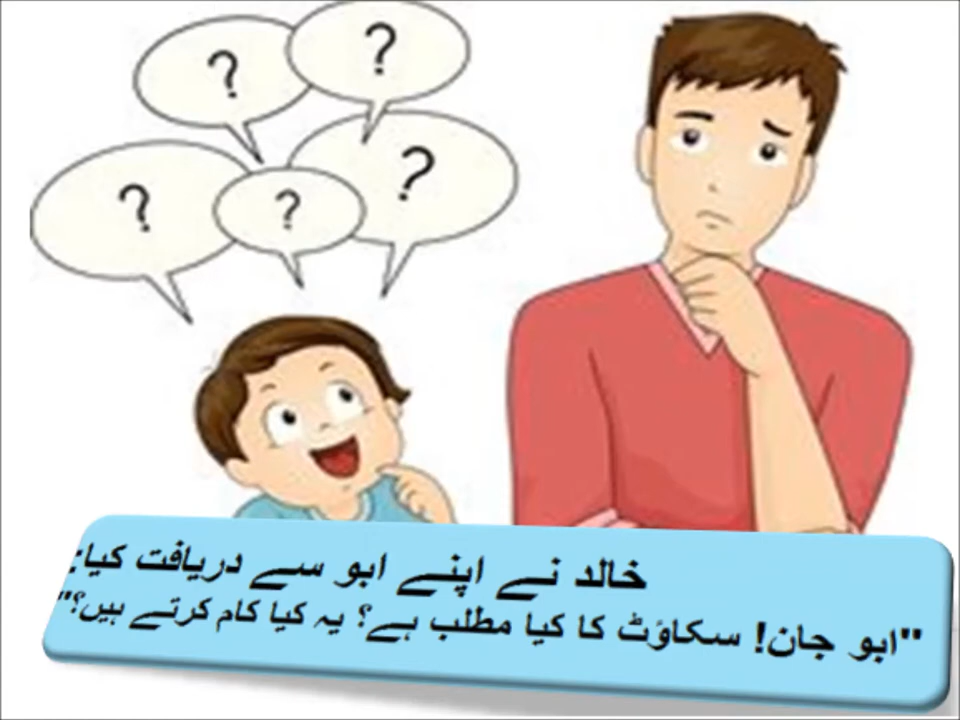 ? ?
? ? ?
خالد نے اپنے ابو سے دریافت کیا:
"ابو جان! سکاؤٹ کا کیا مطلب ہے؟ یہ کیا کام کرتے ہیں؟"